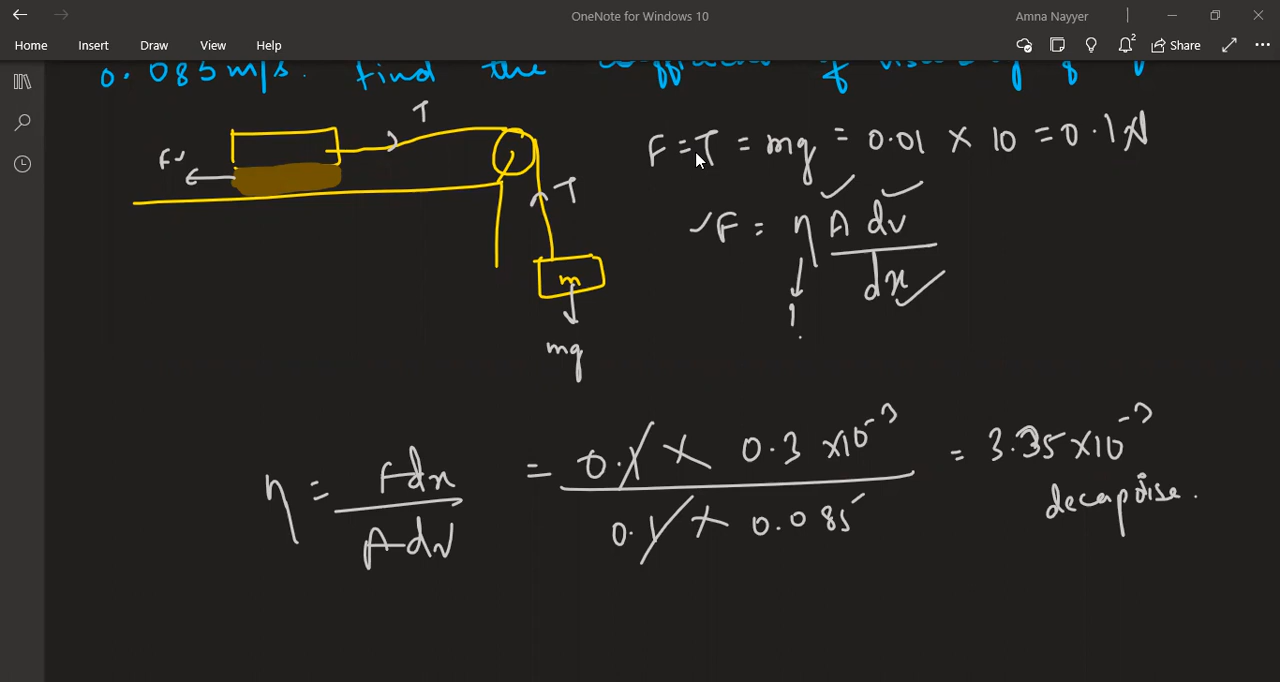 OneNote for Windows 10
Amna Nayyer
Home Insert Draw View Help
2
Share
0.085 m/s. Find the of
T
F
T
m
mg
F = T = mg = 0.01 × 10 = 0.1 N
F = η A dv
dx
?
η = F dx = 0.1 × 0.3 × 10⁻³ = 3.35 × 10⁻³
A dv 0.1 × 0.085 decapoise.